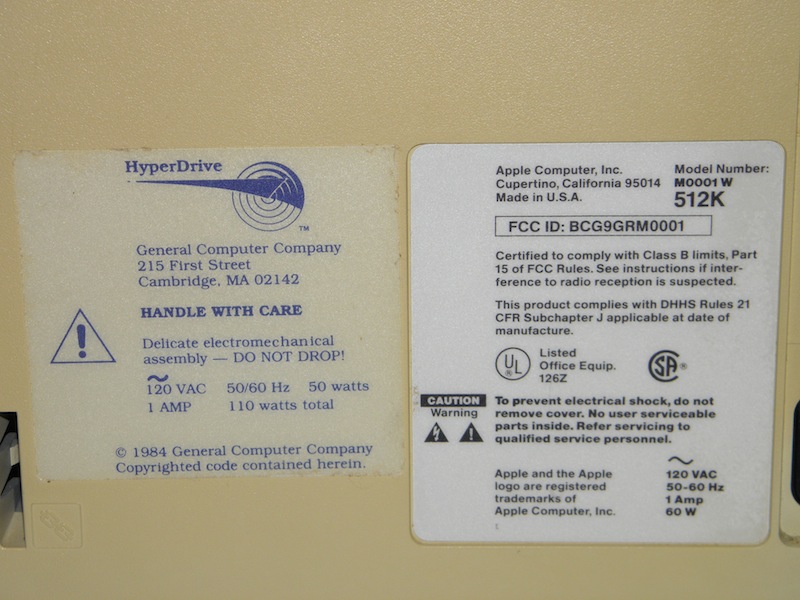 HyperDrive
TM
General Computer Company
215 First Street
Cambridge, MA 02142
HANDLE WITH CARE
Delicate electromechanical
assembly — DO NOT DROP!
120 VAC 50/60 Hz 50 watts
1 AMP 110 watts total
© 1984 General Computer Company
Copyrighted code contained herein.
Apple Computer, Inc.
Cupertino, California 95014
Made in U.S.A.
Model Number:
M0001 W
512K
FCC ID: BCG9GRM0001
Certified to comply with Class B limits, Part
15 of FCC Rules. See instructions if inter-
ference to radio reception is suspected.
This product complies with DHHS Rules 21
CFR Subchapter J applicable at date of
manufacture.
UL ®
Listed
Office Equip.
126Z
SA ®
CAUTION
Warning
To prevent electrical shock, do not
remove cover. No user serviceable
parts inside. Refer servicing to
qualified service personnel.
Apple and the Apple
logo are registered
trademarks of
Apple Computer, Inc.
120 VAC
50-60 Hz
1 Amp
60 W